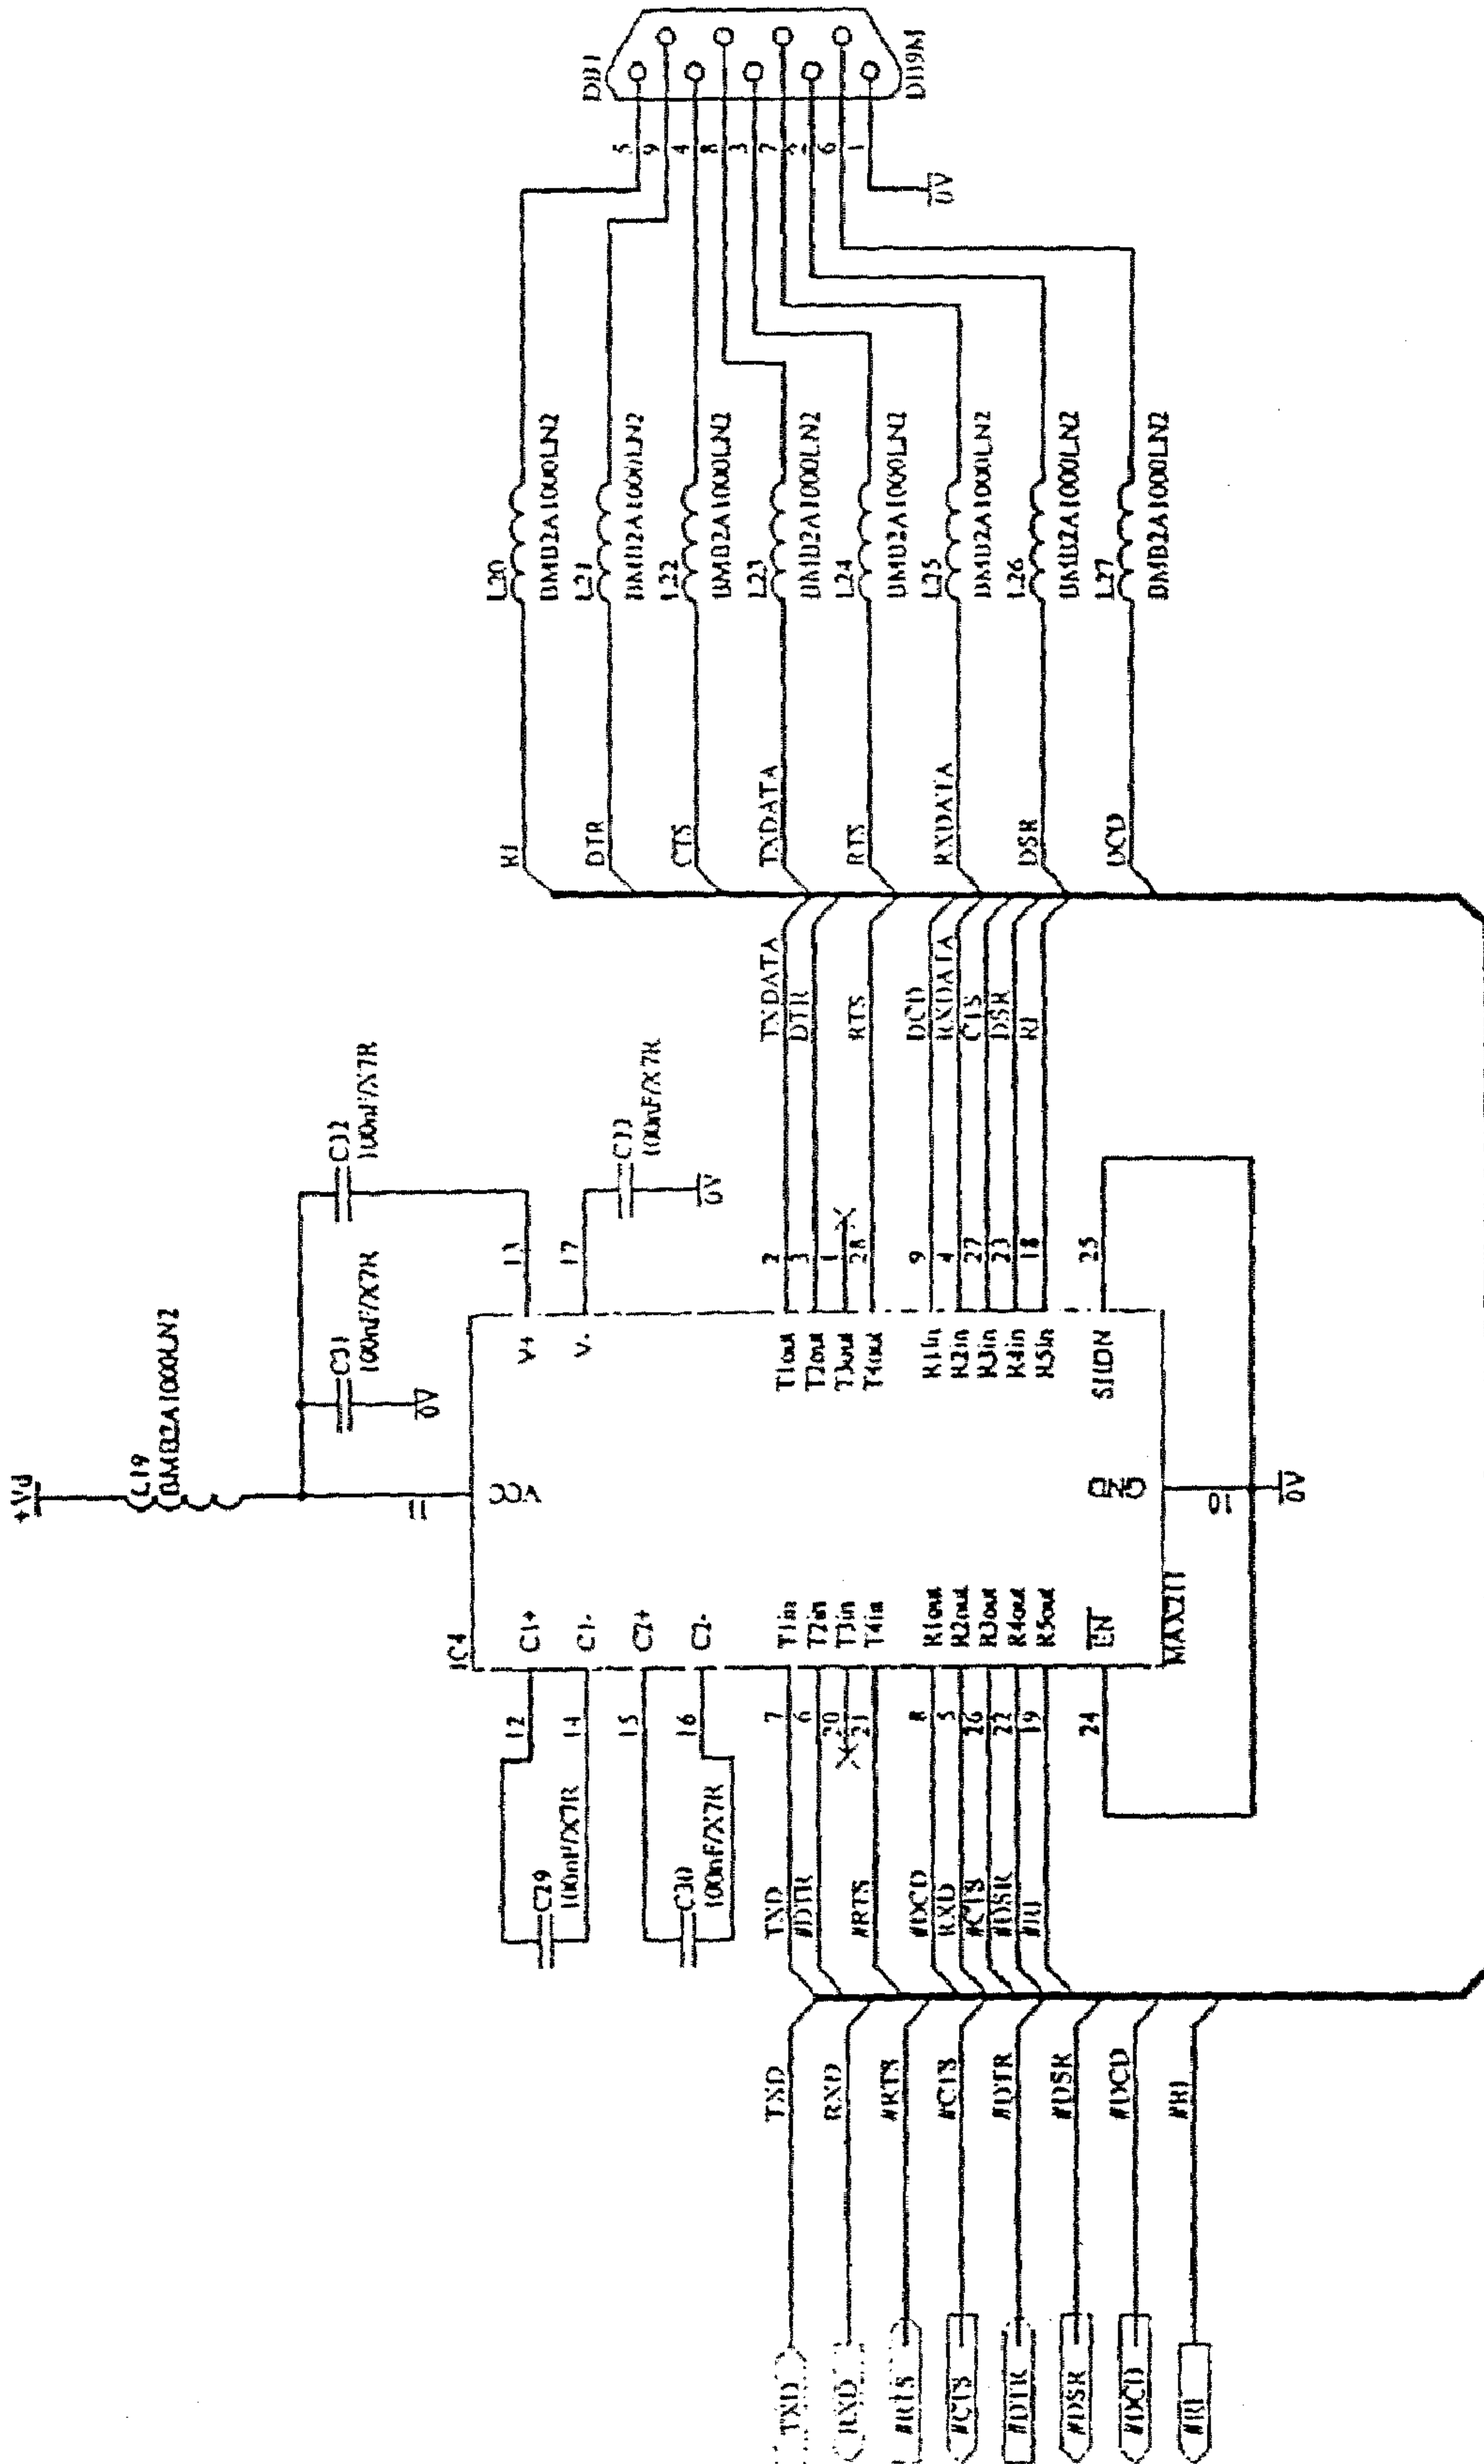 +Vd
L19
BMB2A1000LN2
C31
100nF/X7R
0V
C32
100nF/X7R
C33
100nF/X7R
0V
IC4
MAX211
VCC
11
C1+
12
C1-
14
C2+
15
C2-
16
C29
100nF/X7R
C30
100nF/X7R
V+
13
V-
17
T1in
7
TXD
T2in
6
#DTR
T3in
20
T4in
21
#RTS
R1out
8
#DCD
R2out
5
RXD
R3out
26
#CTS
R4out
22
#DSR
R5out
19
#RI
EN
24
GND
10
0V
SHDN
25
T1out
2
TXDATA
T2out
3
DTR
T3out
1
T4out
28
RTS
R1in
9
DCD
R2in
4
RXDATA
R3in
27
CTS
R4in
23
DSR
R5in
18
RI
TXD
TXD
RXD
RXD
#RTS
#RTS
#CTS
#CTS
#DTR
#DTR
#DSR
#DSR
#DCD
#DCD
#RI
#RI
RI
L20
BMB2A1000LN2
DTR
L21
BMB2A1000LN2
CTS
L22
BMB2A1000LN2
TXDATA
L23
BMB2A1000LN2
RTS
L24
BMB2A1000LN2
RXDATA
L25
BMB2A1000LN2
DSR
L26
BMB2A1000LN2
DCD
L27
BMB2A1000LN2
DB1
5
9
4
8
3
7
6
1
DB9M
0V